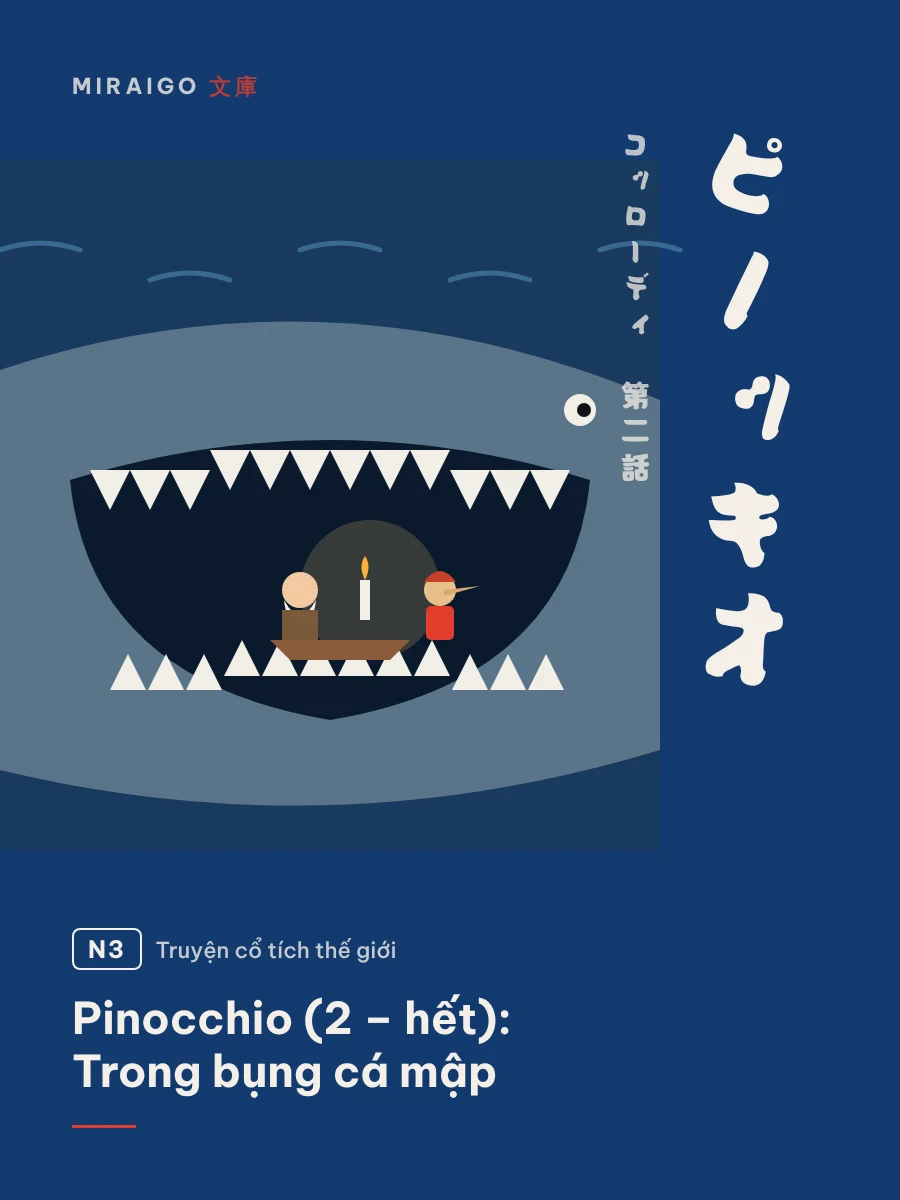 MIRAIGO 文庫
ピノッキオ
コッローディ 第二話
N3 Truyện cổ tích thế giới
Pinocchio (2 – hết):
Trong bụng cá mập